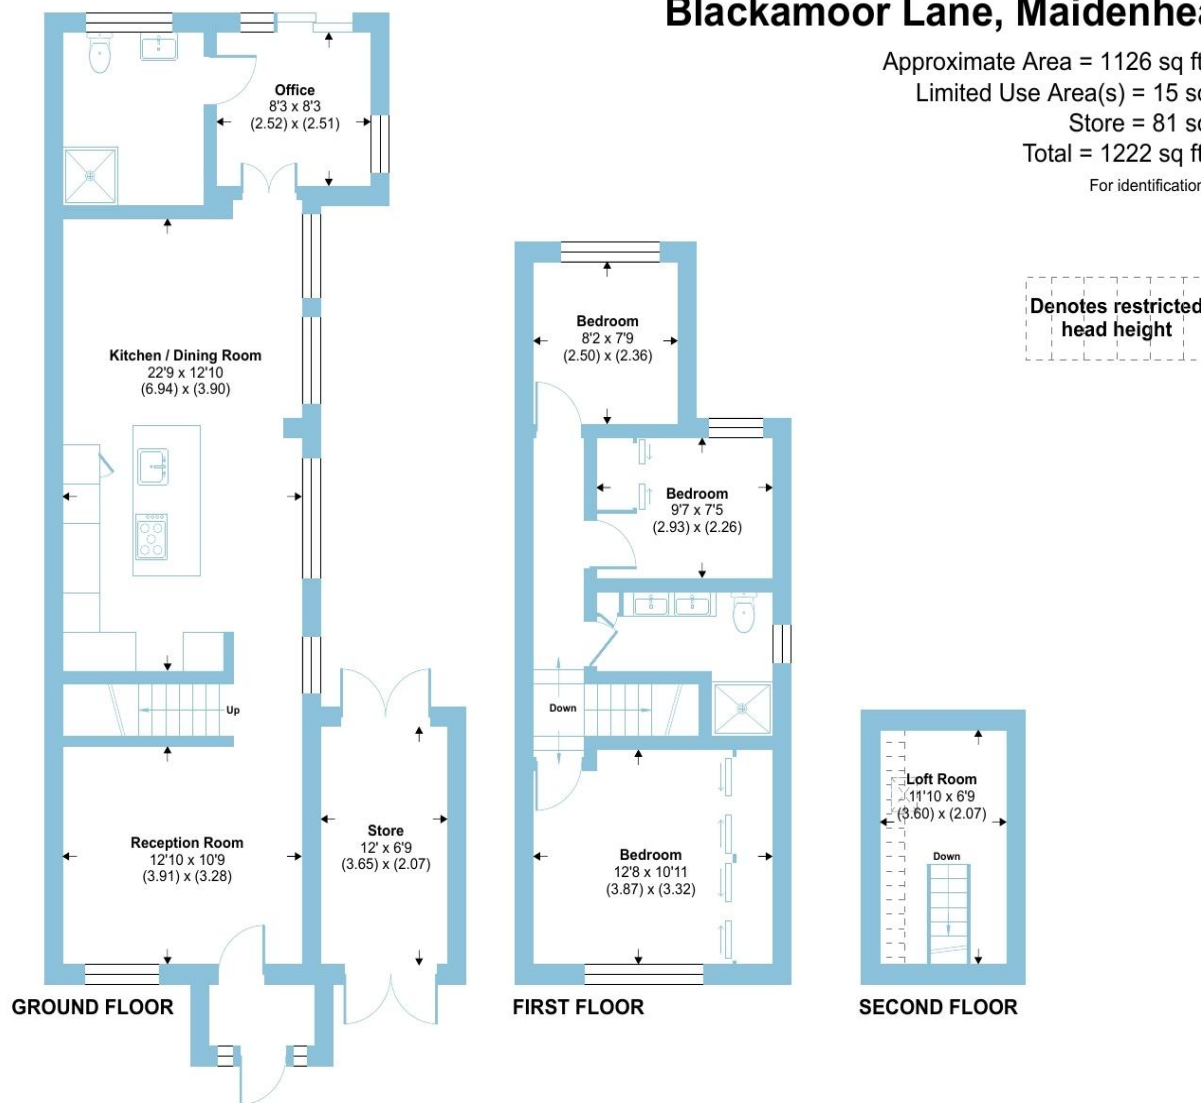 Blackamoor Lane, Maidenhea
Approximate Area = 1126 sq ft
Limited Use Area(s) = 15 sq
Store = 81 sq
Total = 1222 sq ft
For identification
Denotes restricted
head height
Office
8'3 x 8'3
(2.52) x (2.51)
Kitchen / Dining Room
22'9 x 12'10
(6.94) x (3.90)
Up
Reception Room
12'10 x 10'9
(3.91) x (3.28)
Store
12' x 6'9
(3.65) x (2.07)
GROUND FLOOR
Bedroom
8'2 x 7'9
(2.50) x (2.36)
Bedroom
9'7 x 7'5
(2.93) x (2.26)
Down
Bedroom
12'8 x 10'11
(3.87) x (3.32)
FIRST FLOOR
Loft Room
11'10 x 6'9
(3.60) x (2.07)
Down
SECOND FLOOR